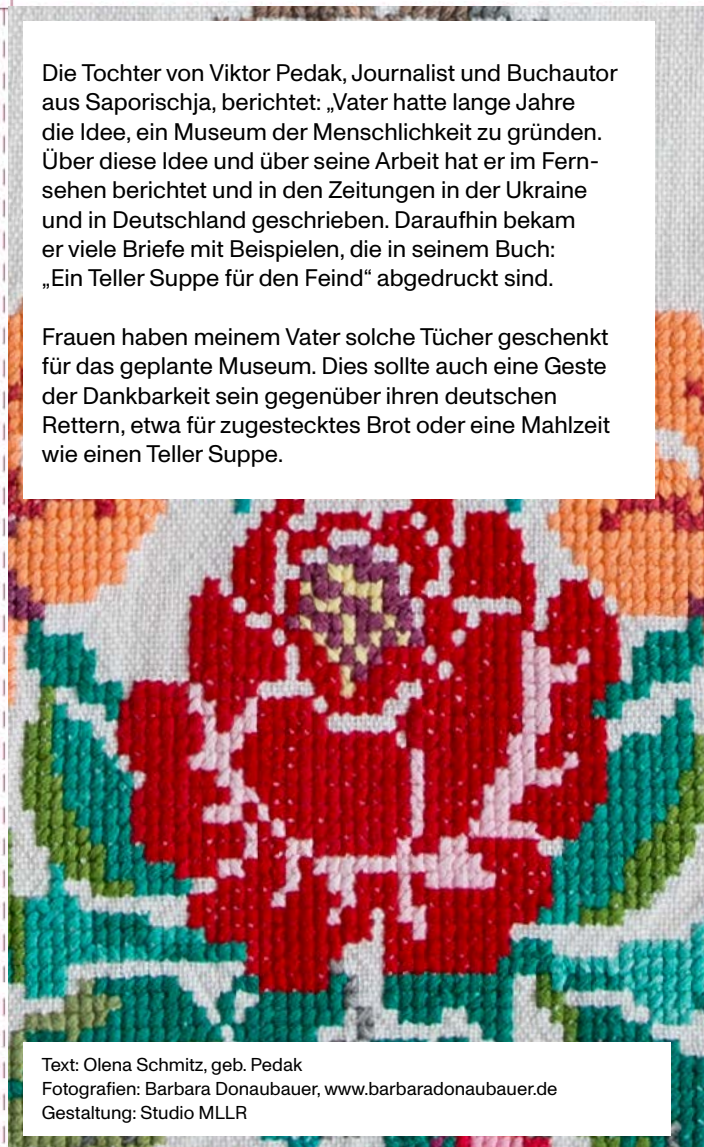 Die Tochter von Viktor Pedak, Journalist und Buchautor
aus Saporischja, berichtet: „Vater hatte lange Jahre
die Idee, ein Museum der Menschlichkeit zu gründen.
Über diese Idee und über seine Arbeit hat er im Fern-
sehen berichtet und in den Zeitungen in der Ukraine
und in Deutschland geschrieben. Daraufhin bekam
er viele Briefe mit Beispielen, die in seinem Buch:
„Ein Teller Suppe für den Feind“ abgedruckt sind.

Frauen haben meinem Vater solche Tücher geschenkt
für das geplante Museum. Dies sollte auch eine Geste
der Dankbarkeit sein gegenüber ihren deutschen
Rettern, etwa für zugestecktes Brot oder eine Mahlzeit
wie einen Teller Suppe.

Text: Olena Schmitz, geb. Pedak
Fotografien: Barbara Donaubauer, www.barbaradonaubauer.de
Gestaltung: Studio MLLR